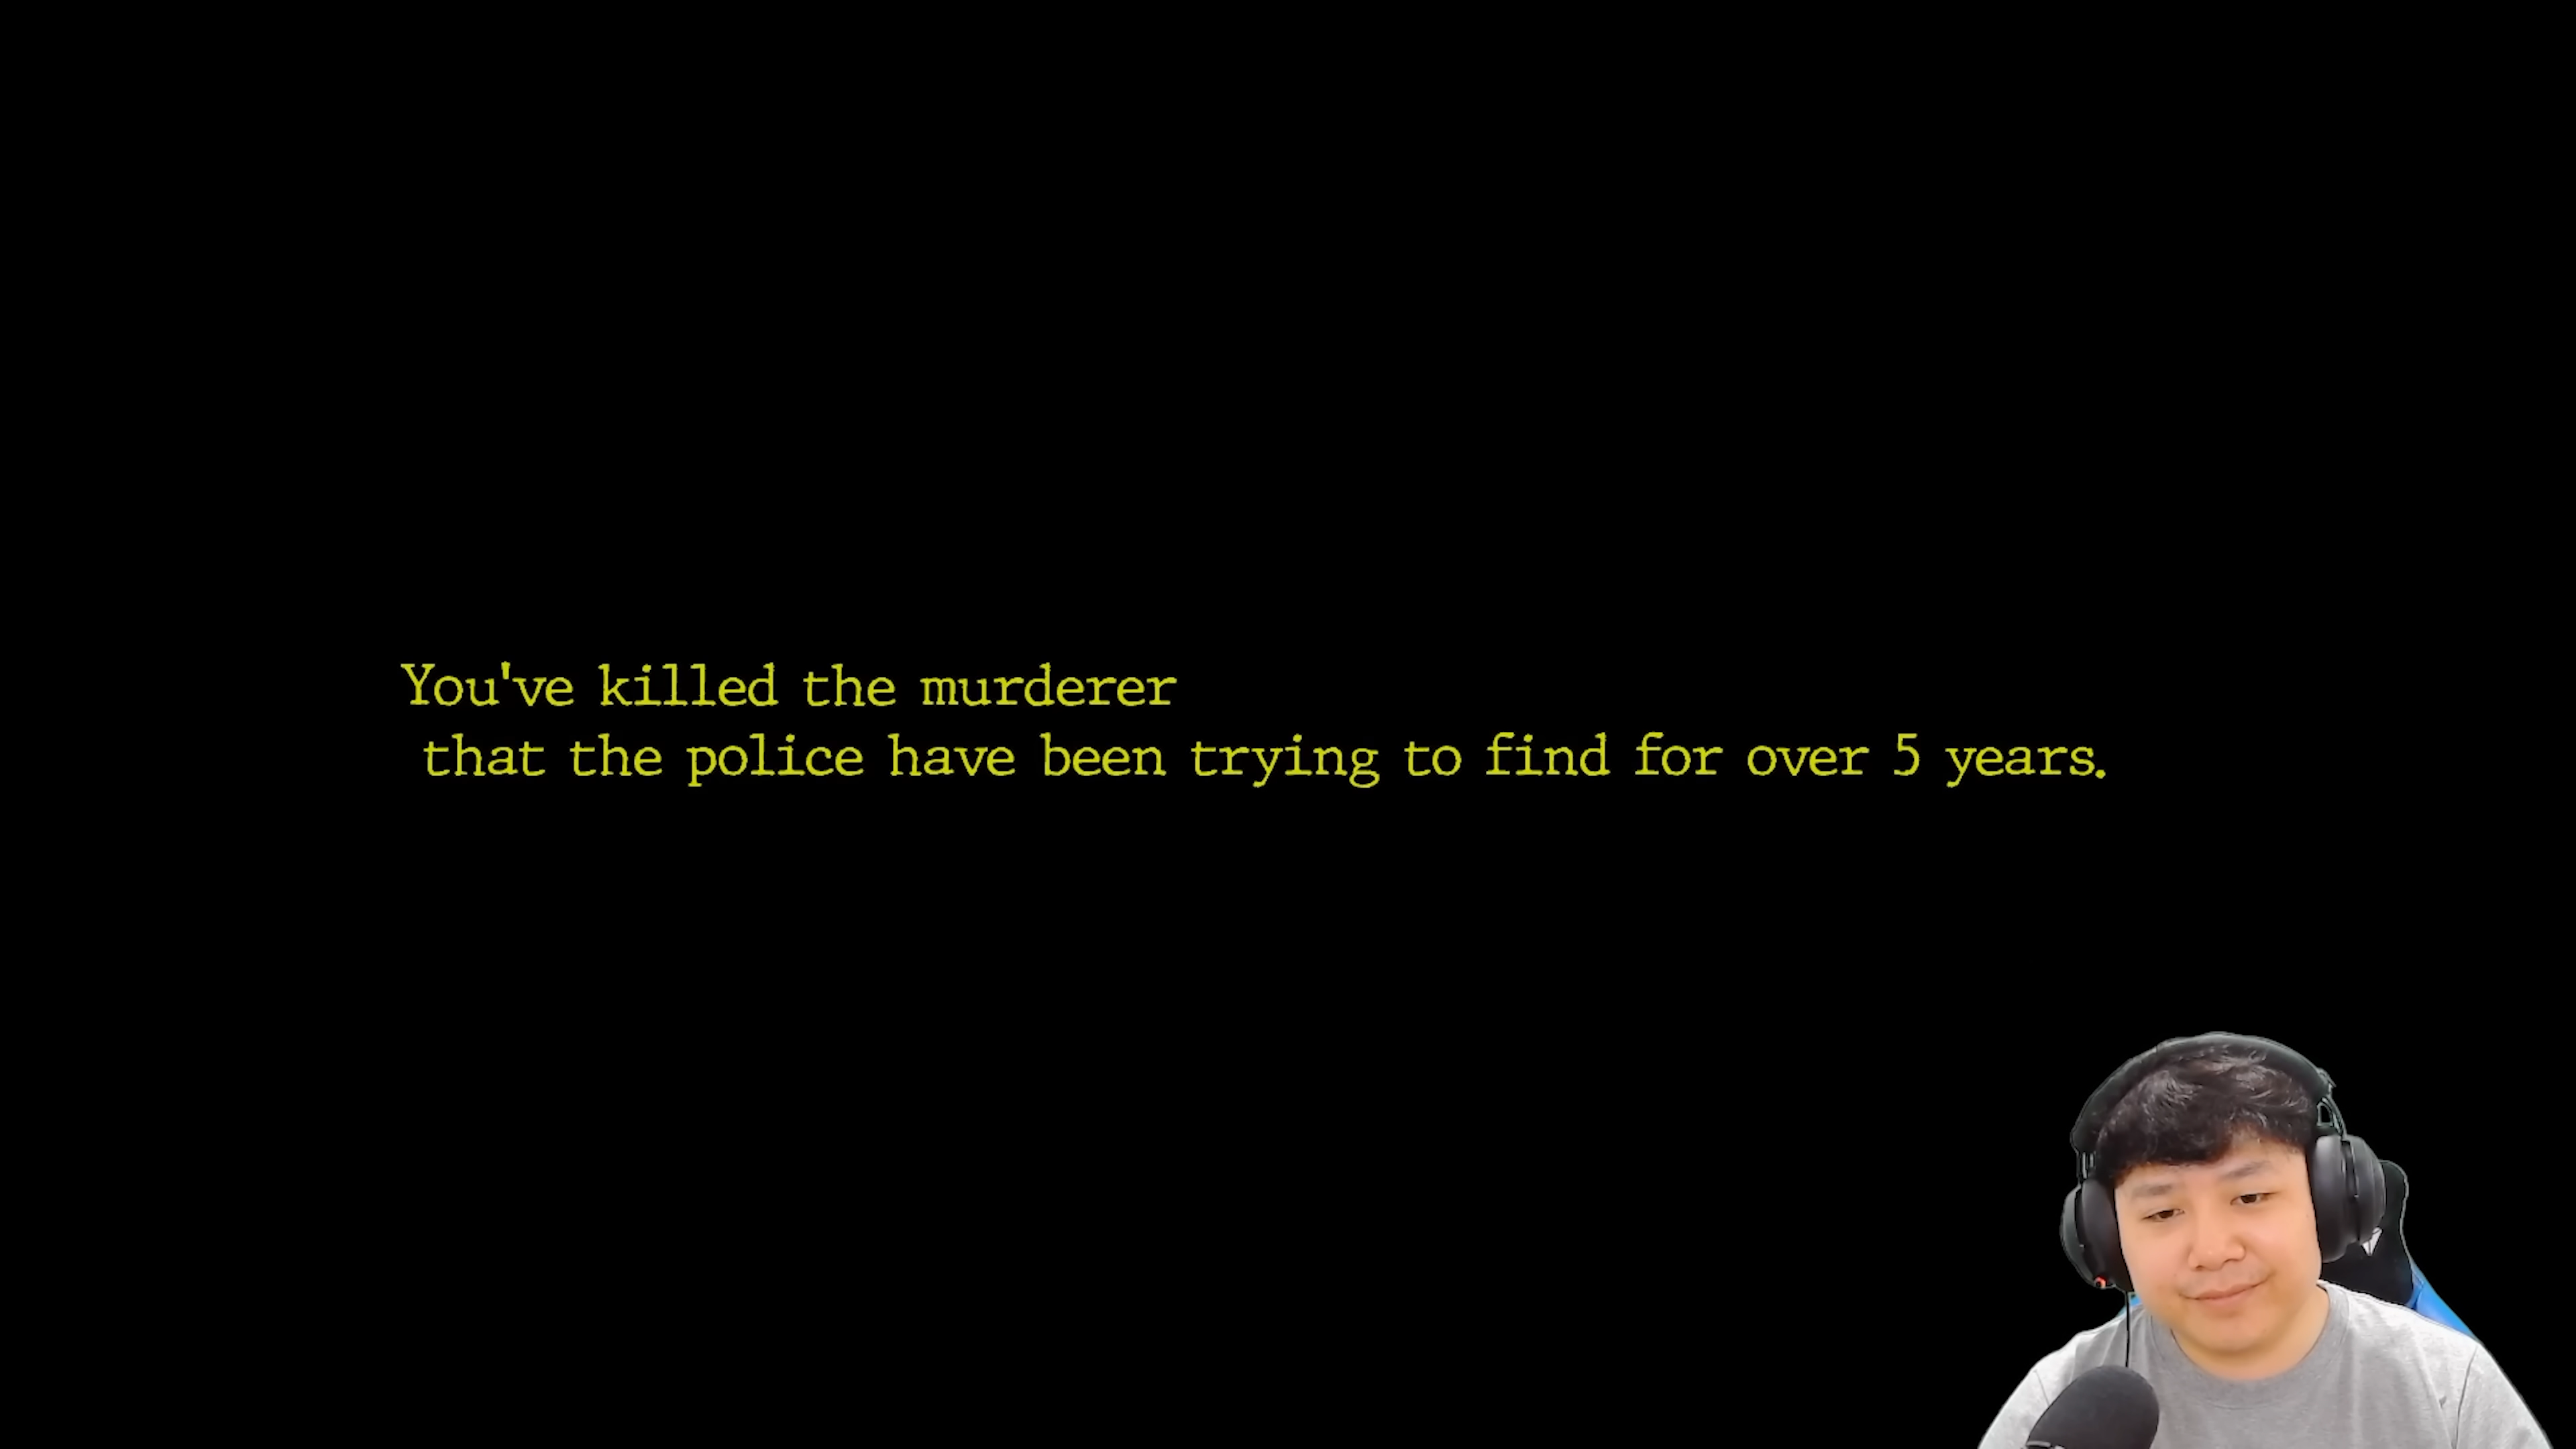 You've killed the murderer
that the police have been trying to find for over 5 years.